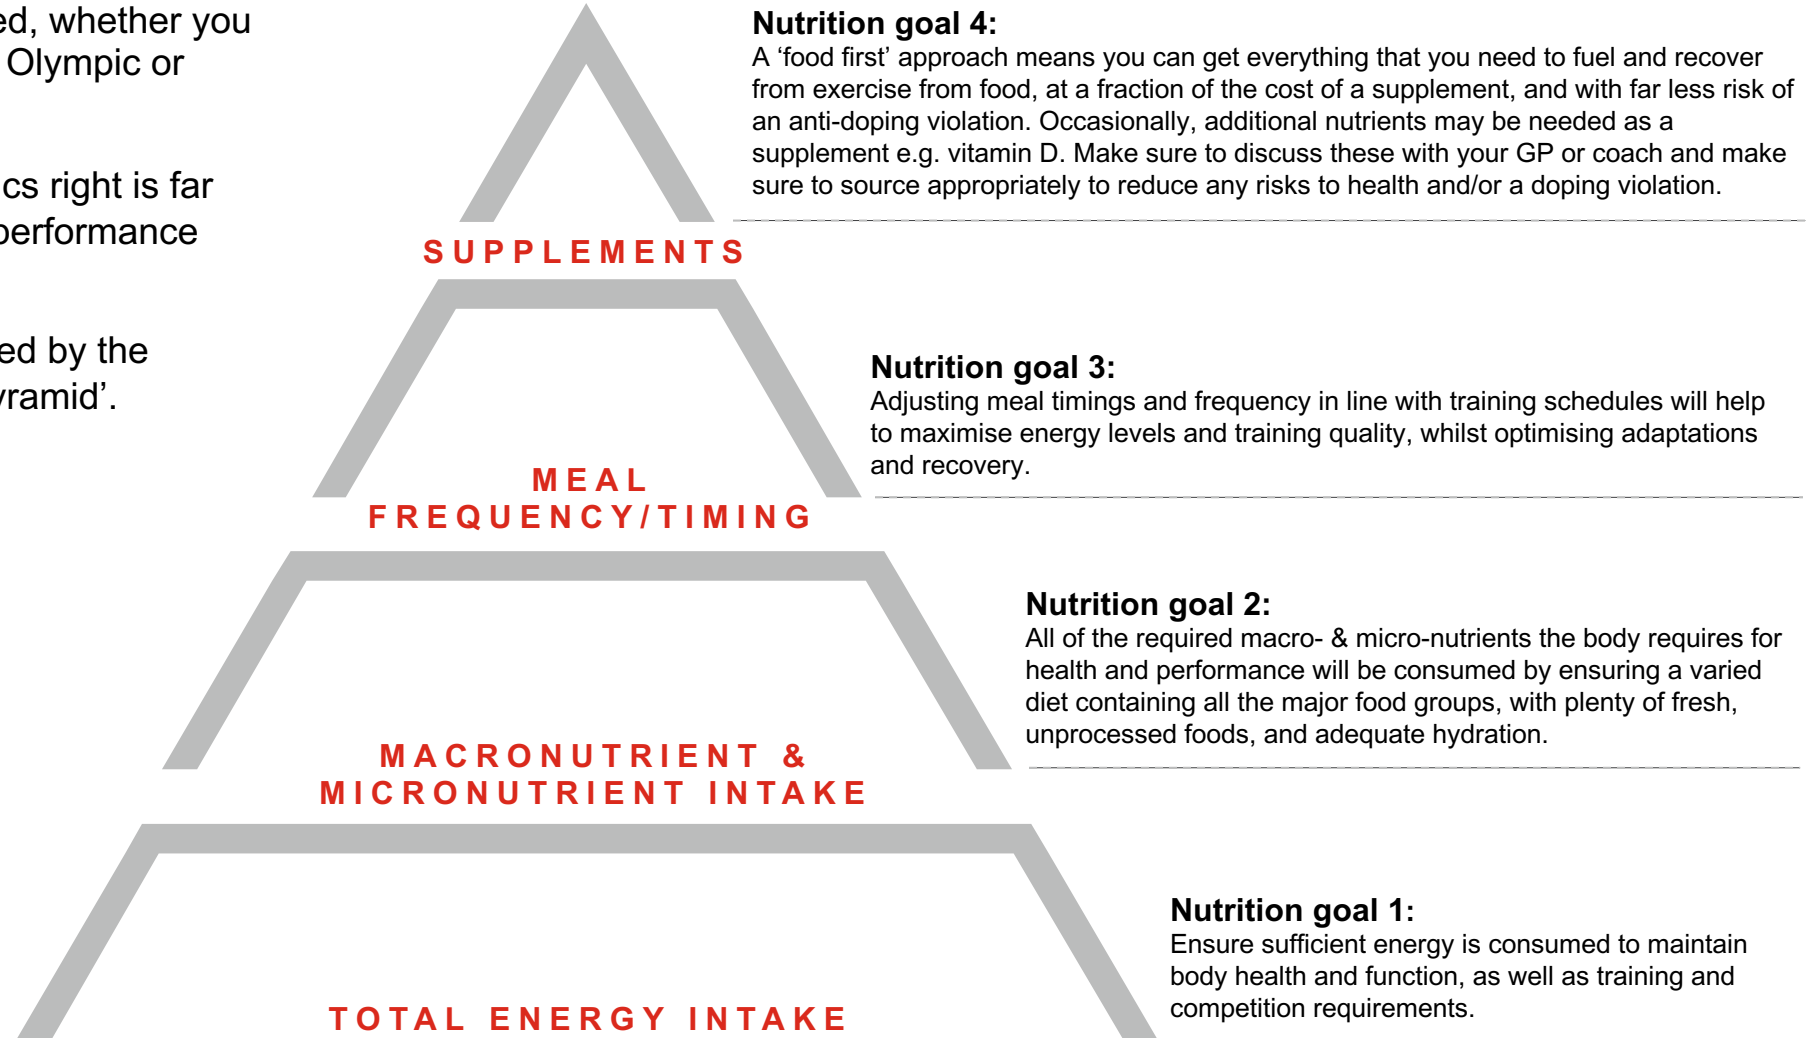 ed, whether you
Olympic or
cs right is far
performance
ed by the
yramid’.
Nutrition goal 4:
A ‘food first’ approach means you can get everything that you need to fuel and recover
from exercise from food, at a fraction of the cost of a supplement, and with far less risk of
an anti-doping violation. Occasionally, additional nutrients may be needed as a
supplement e.g. vitamin D. Make sure to discuss these with your GP or coach and make
sure to source appropriately to reduce any risks to health and/or a doping violation.
SUPPLEMENTS
Nutrition goal 3:
Adjusting meal timings and frequency in line with training schedules will help
to maximise energy levels and training quality, whilst optimising adaptations
and recovery.
MEAL
FREQUENCY/TIMING
Nutrition goal 2:
All of the required macro- & micro-nutrients the body requires for
health and performance will be consumed by ensuring a varied
diet containing all the major food groups, with plenty of fresh,
unprocessed foods, and adequate hydration.
MACRONUTRIENT &
MICRONUTRIENT INTAKE
Nutrition goal 1:
Ensure sufficient energy is consumed to maintain
body health and function, as well as training and
competition requirements.
TOTAL ENERGY INTAKE